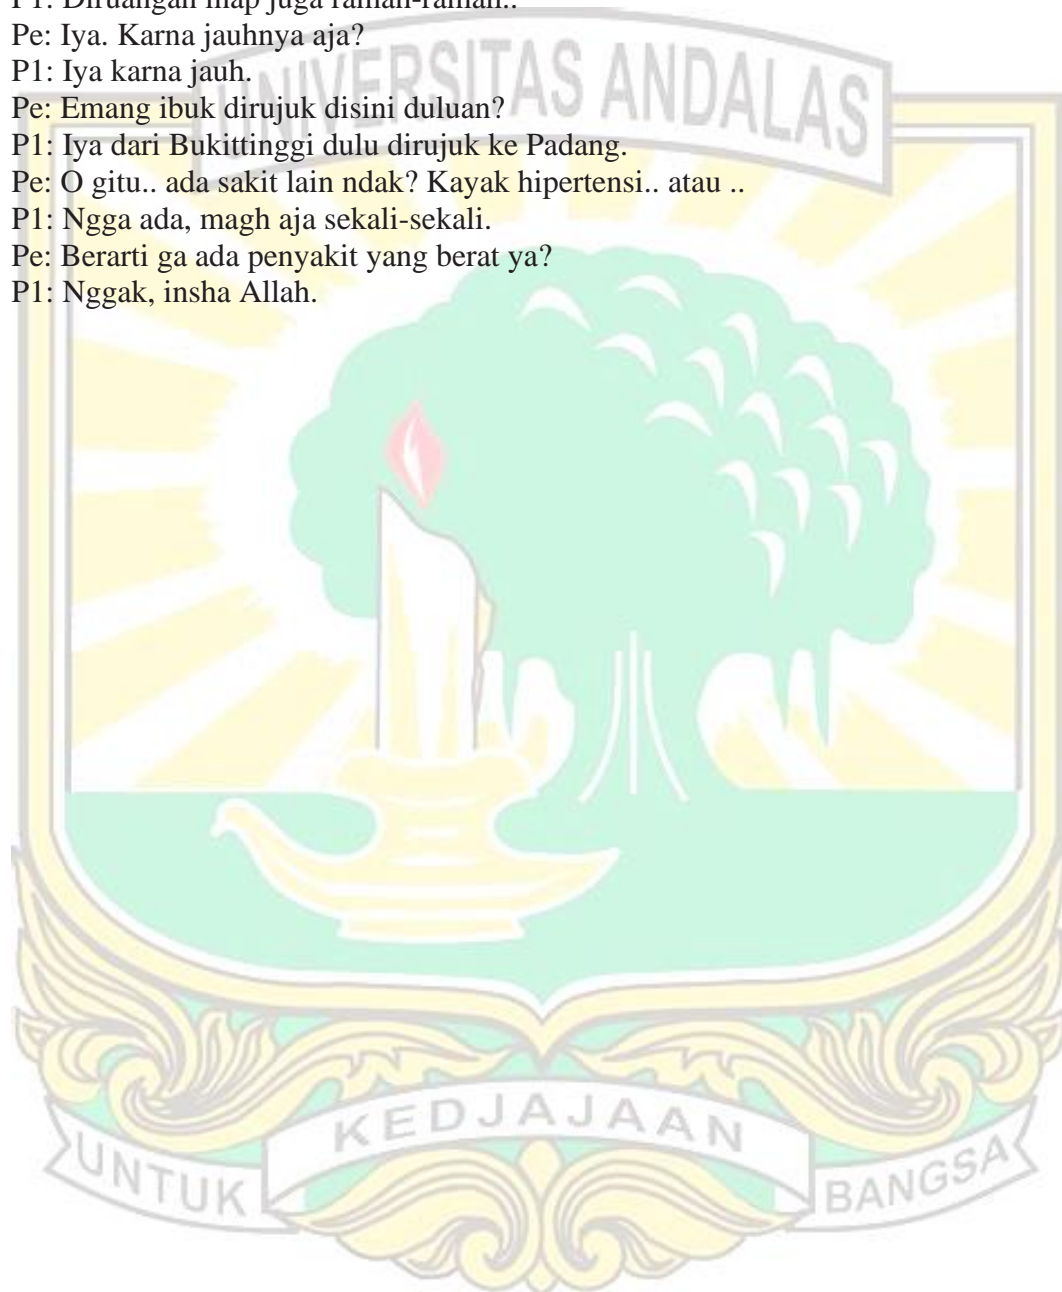 P1: Diruangan inap juga ramah-ramah..
Pe: Iya. Karna jauhnya aja?
P1: Iya karna jauh.
Pe: Emang ibuk dirujuk disini duluan?
P1: Iya dari Bukittinggi dulu dirujuk ke Padang.
Pe: O gitu.. ada sakit lain ndak? Kayak hipertensi.. atau ..
P1: Ngga ada, magh aja sekali-sekali.
Pe: Berarti ga ada penyakit yang berat ya?
P1: Nggak, insha Allah.
UNIVERSITAS ANDALAS
UNTUK KEDJAJAAN BANGSA